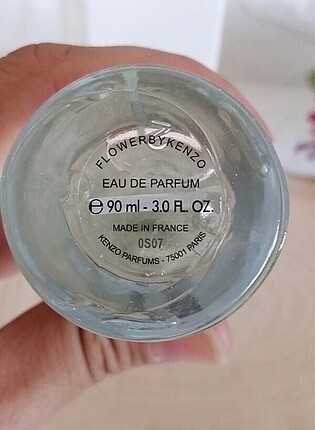 FLOWERBYKENZO
EAU DE PARFUM
℮ 90 ml - 3.0 FL. OZ.
MADE IN FRANCE
0S07
KENZO PARFUMS - 75001 PARIS